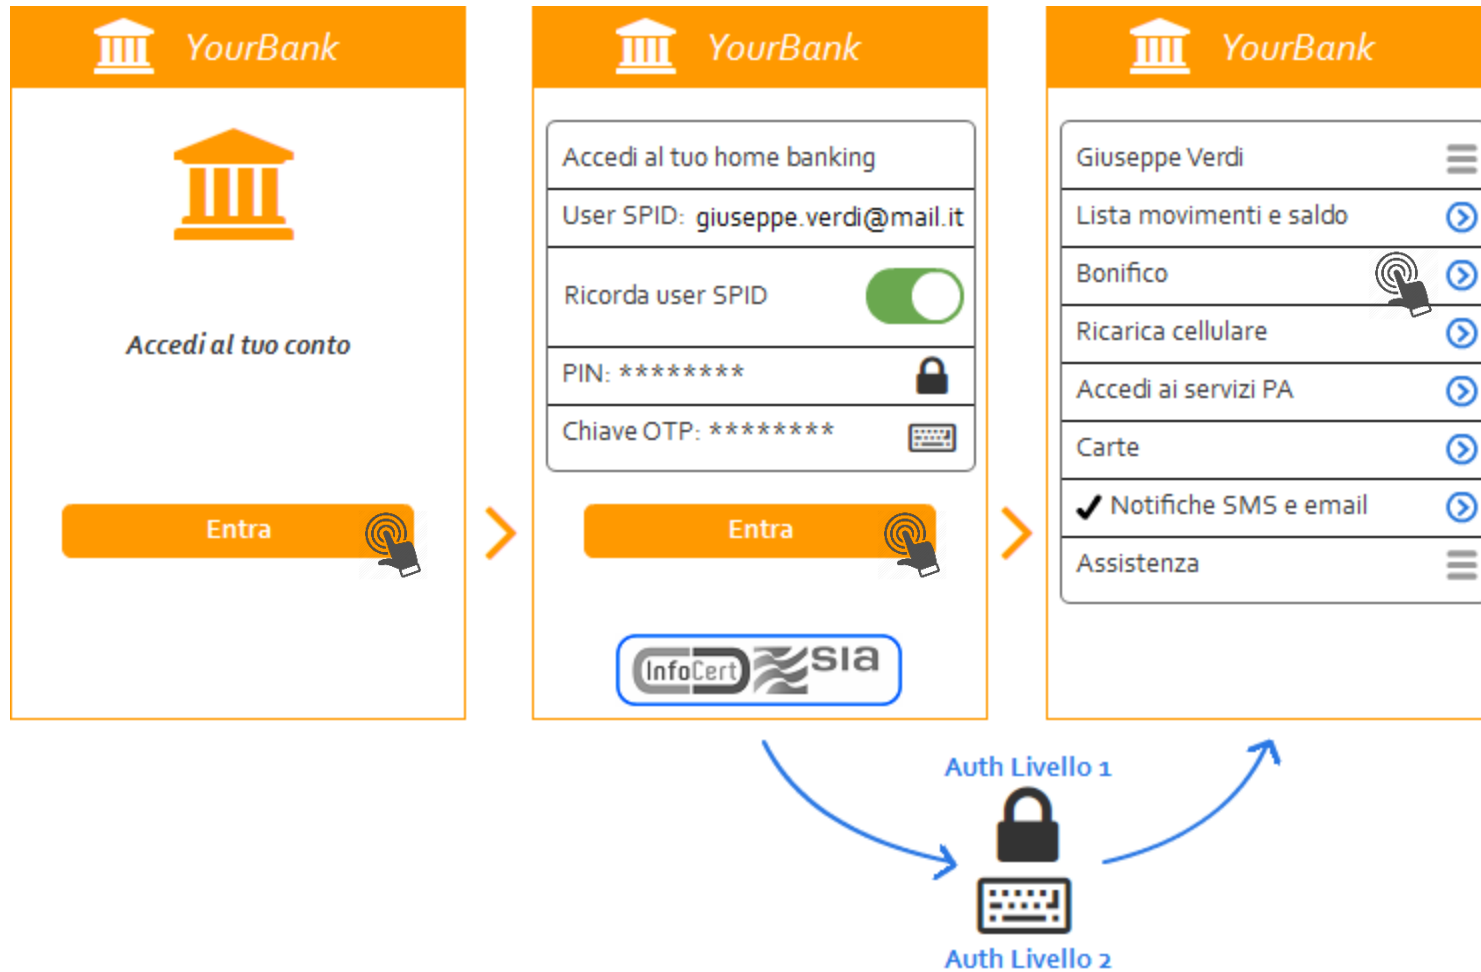 YourBank
Accedi al tuo conto
Entra
YourBank
Accedi al tuo home banking
User SPID: giuseppe.verdi@mail.it
Ricorda user SPID
PIN: ********
Chiave OTP: ********
Entra
InfoCert sia
YourBank
Giuseppe Verdi
Lista movimenti e saldo
Bonifico
Ricarica cellulare
Accedi ai servizi PA
Carte
✔ Notifiche SMS e email
Assistenza
Auth Livello 1
Auth Livello 2